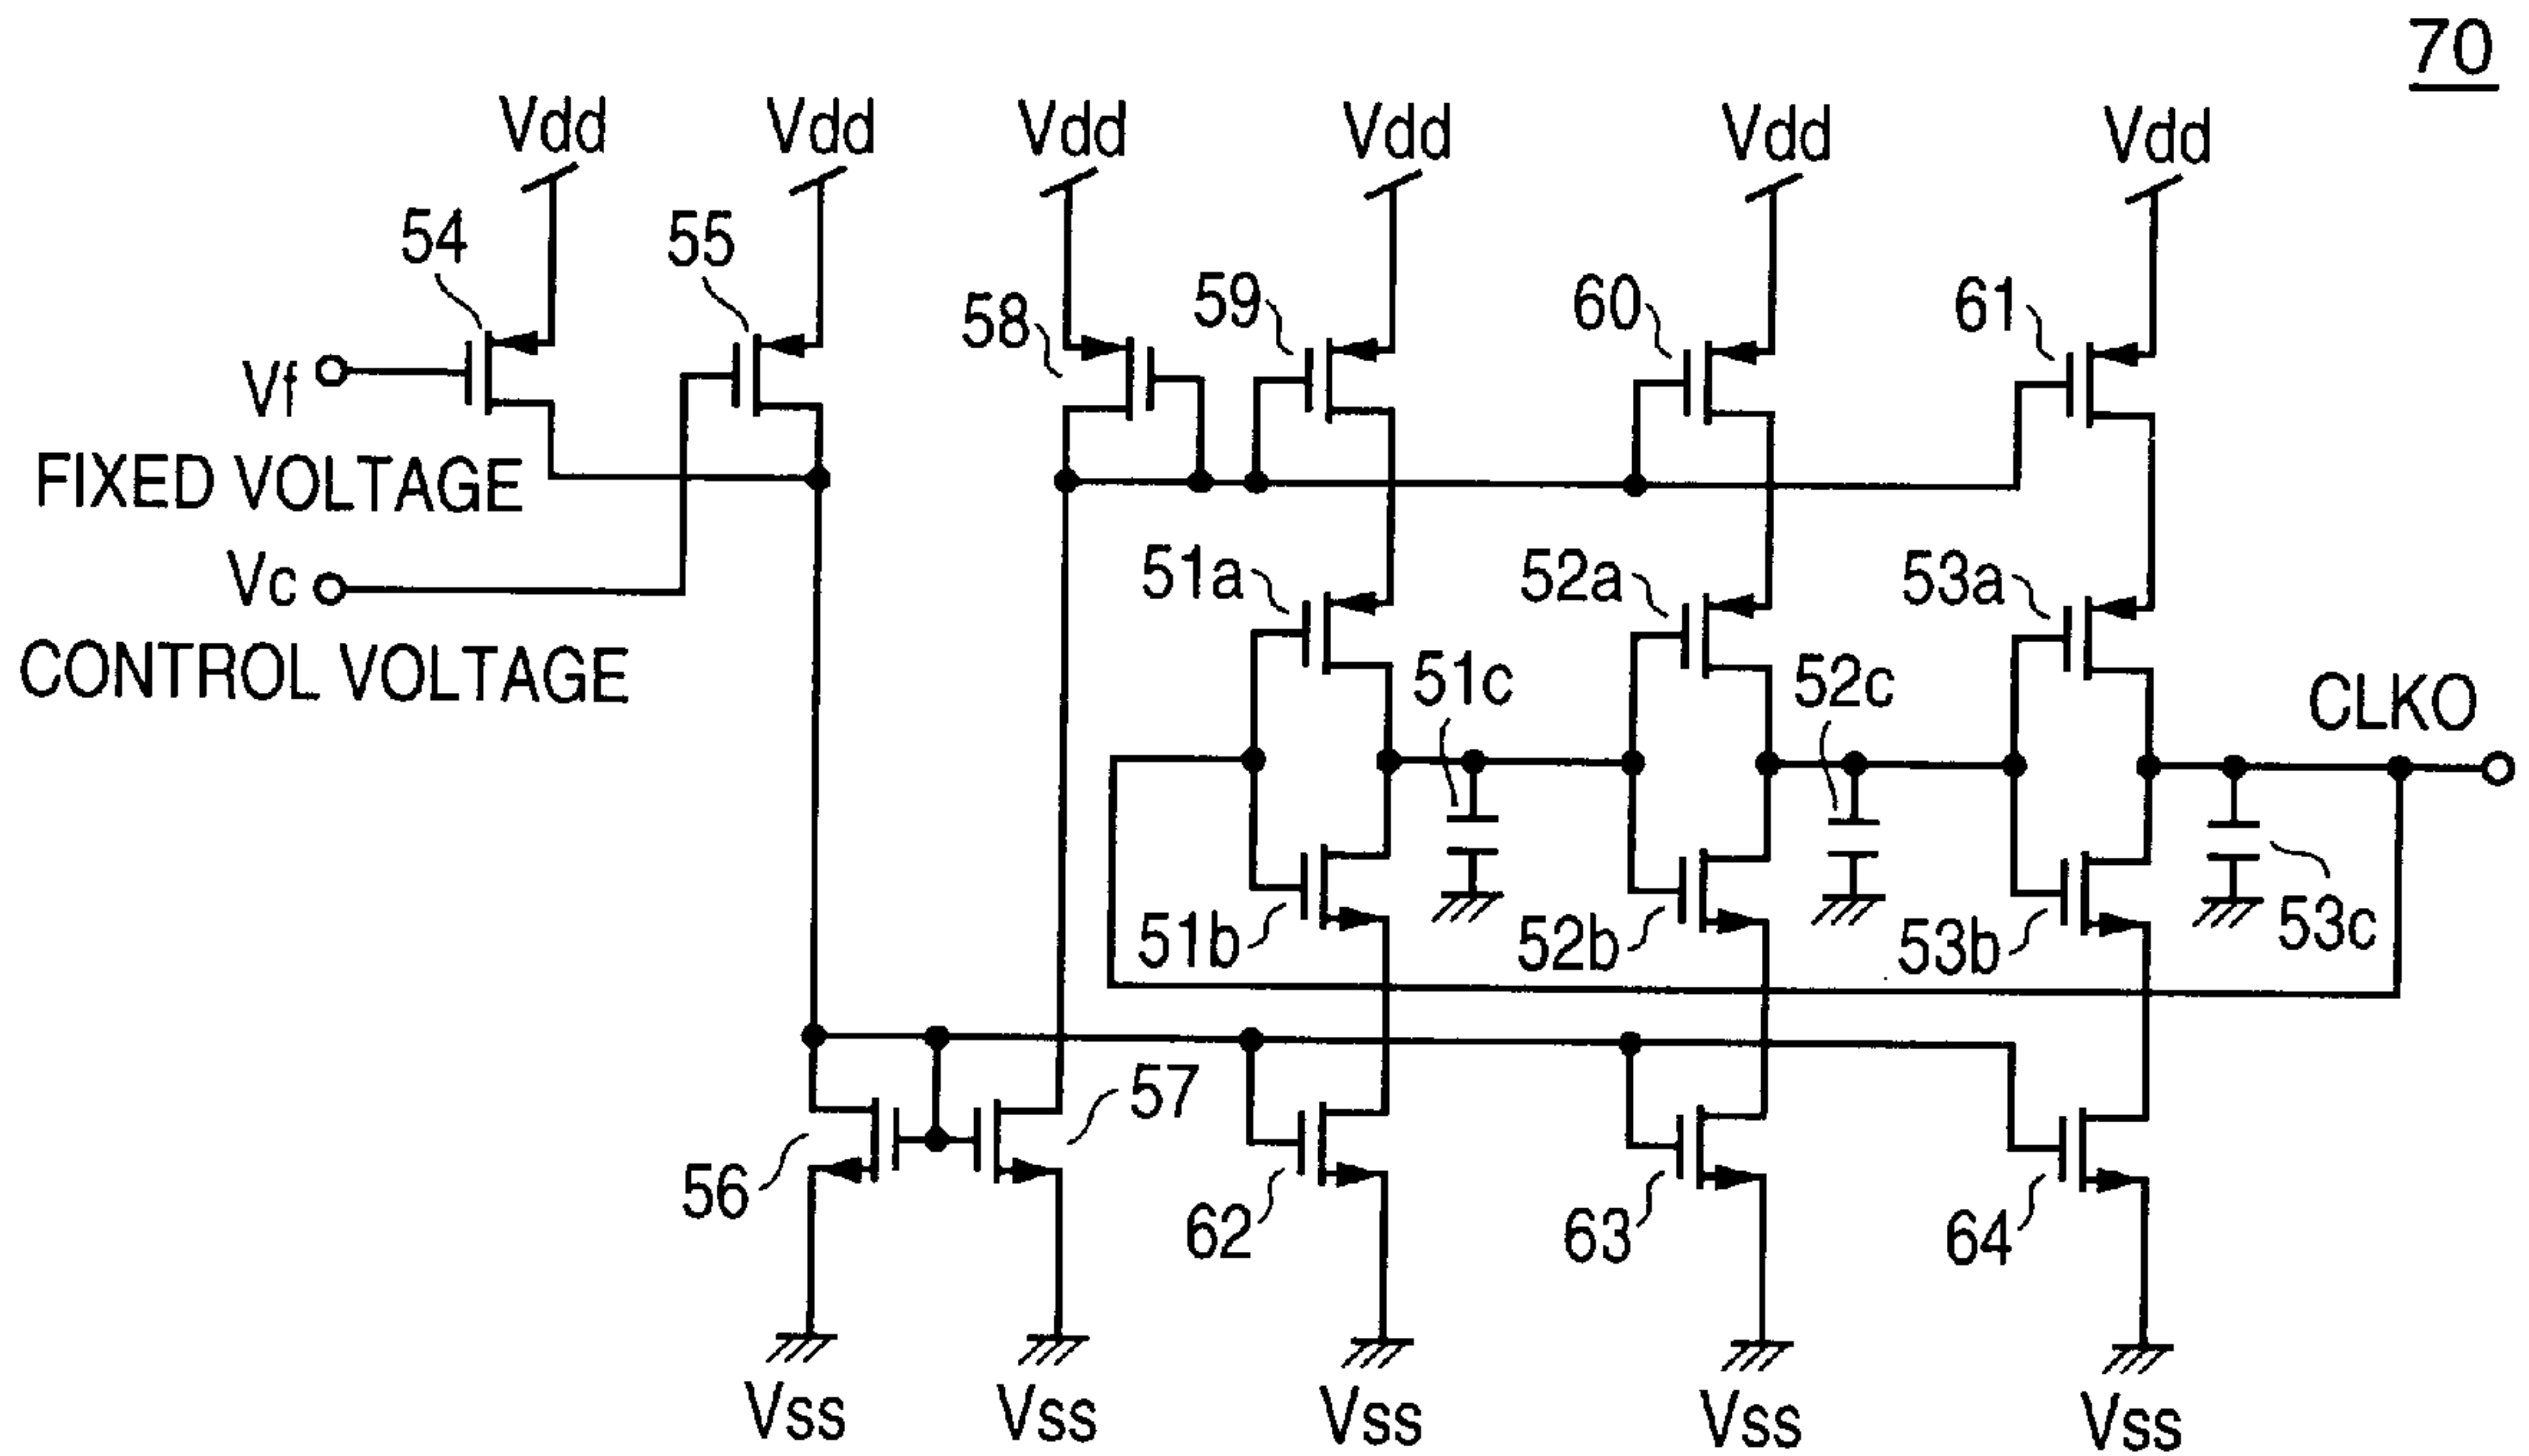 70
Vdd Vdd Vdd Vdd Vdd Vdd
54 55 58 59 60 61
Vf
FIXED VOLTAGE
Vc
CONTROL VOLTAGE
51a 52a 53a
51c 52c
CLKO
51b 52b 53b 53c
57
56 62 63 64
Vss Vss Vss Vss Vss